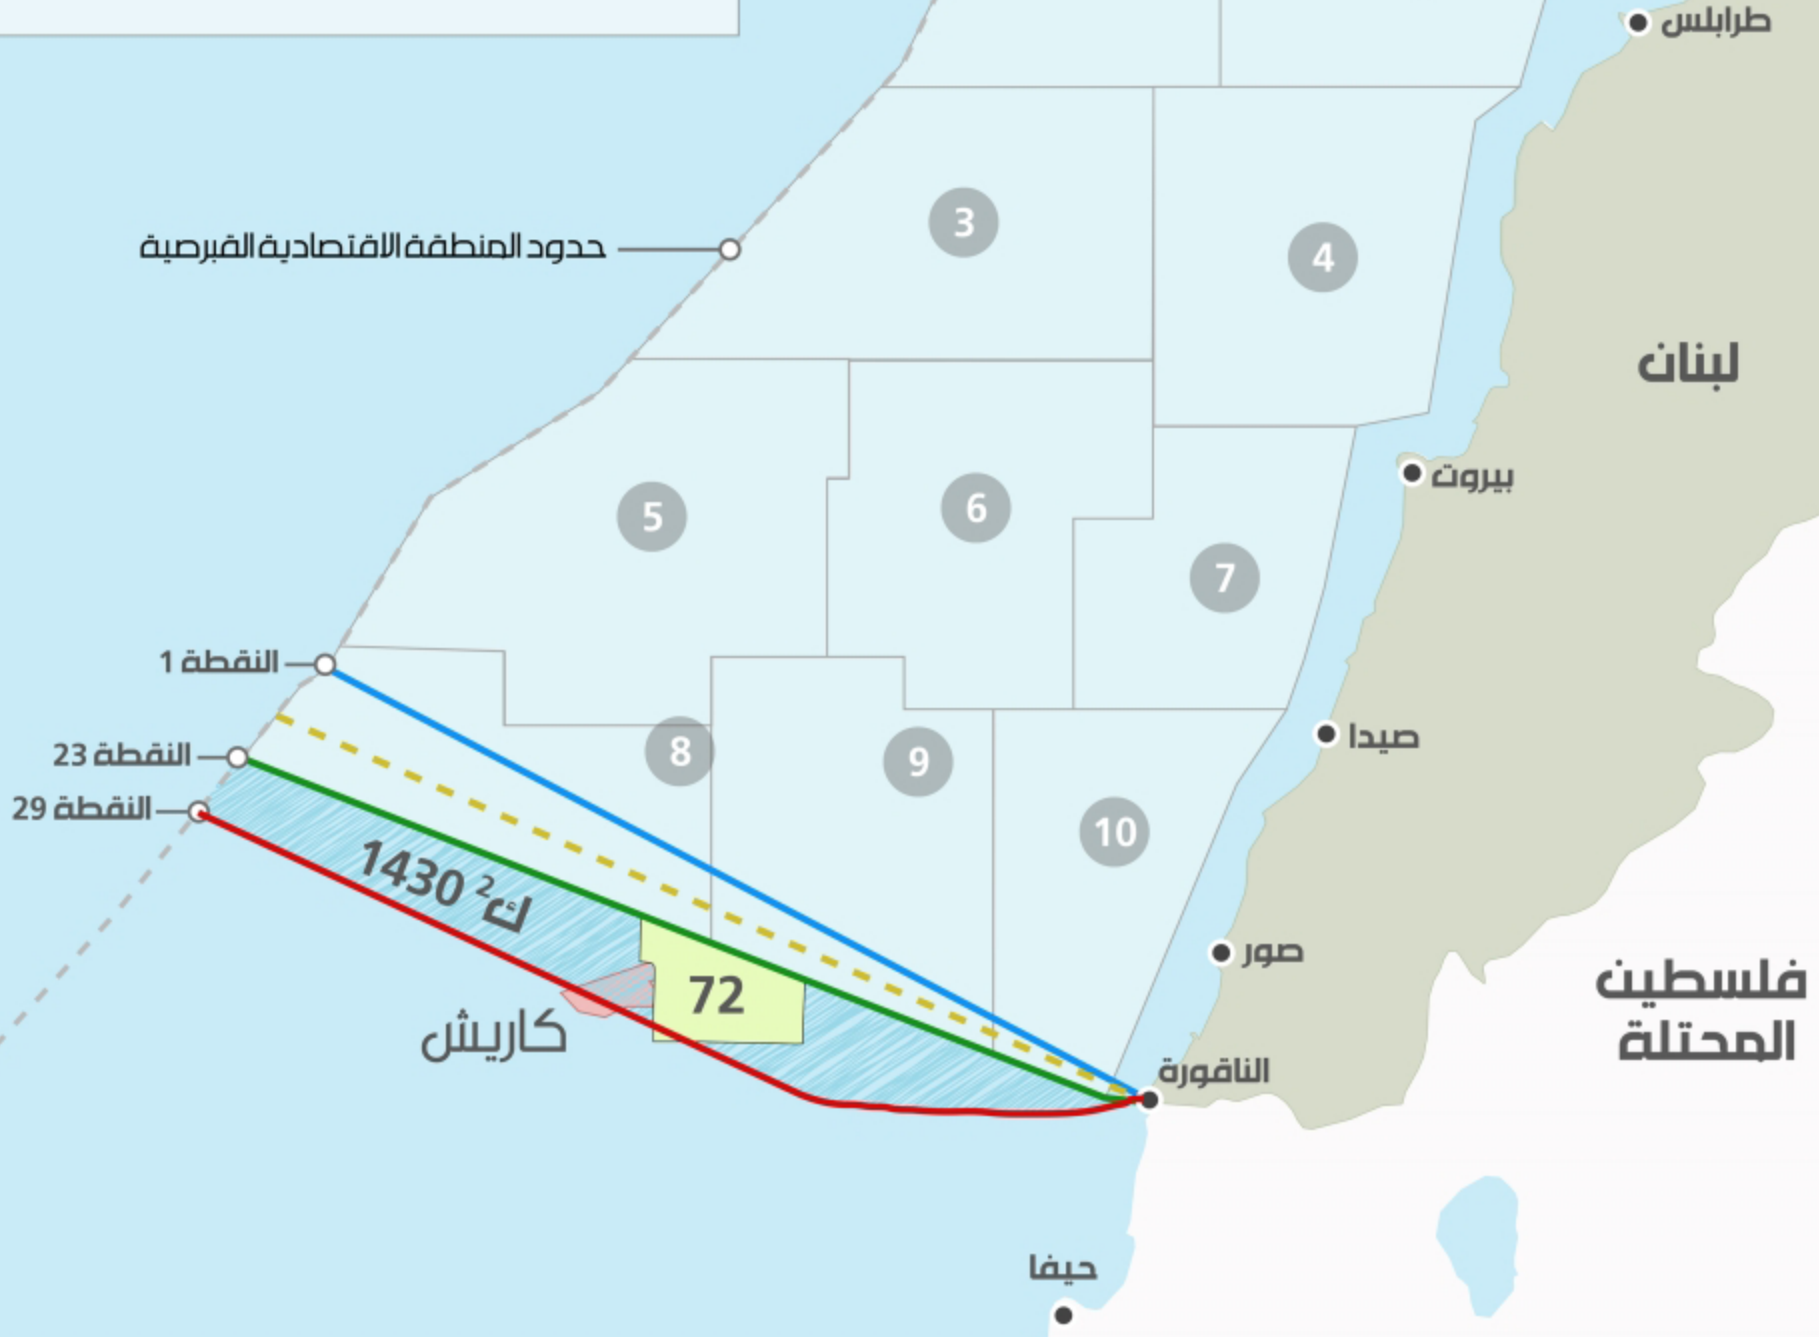 طرابلس
3
4
حدود المنطقة الاقتصادية القبرصية
لبنان
بيروت
5
6
7
النقطة 1
صيدا
8
9
النقطة 23
النقطة 29
10
1430 ك²
صور
72
فلسطين
المحتلة
كاريش
الناقورة
حيفا